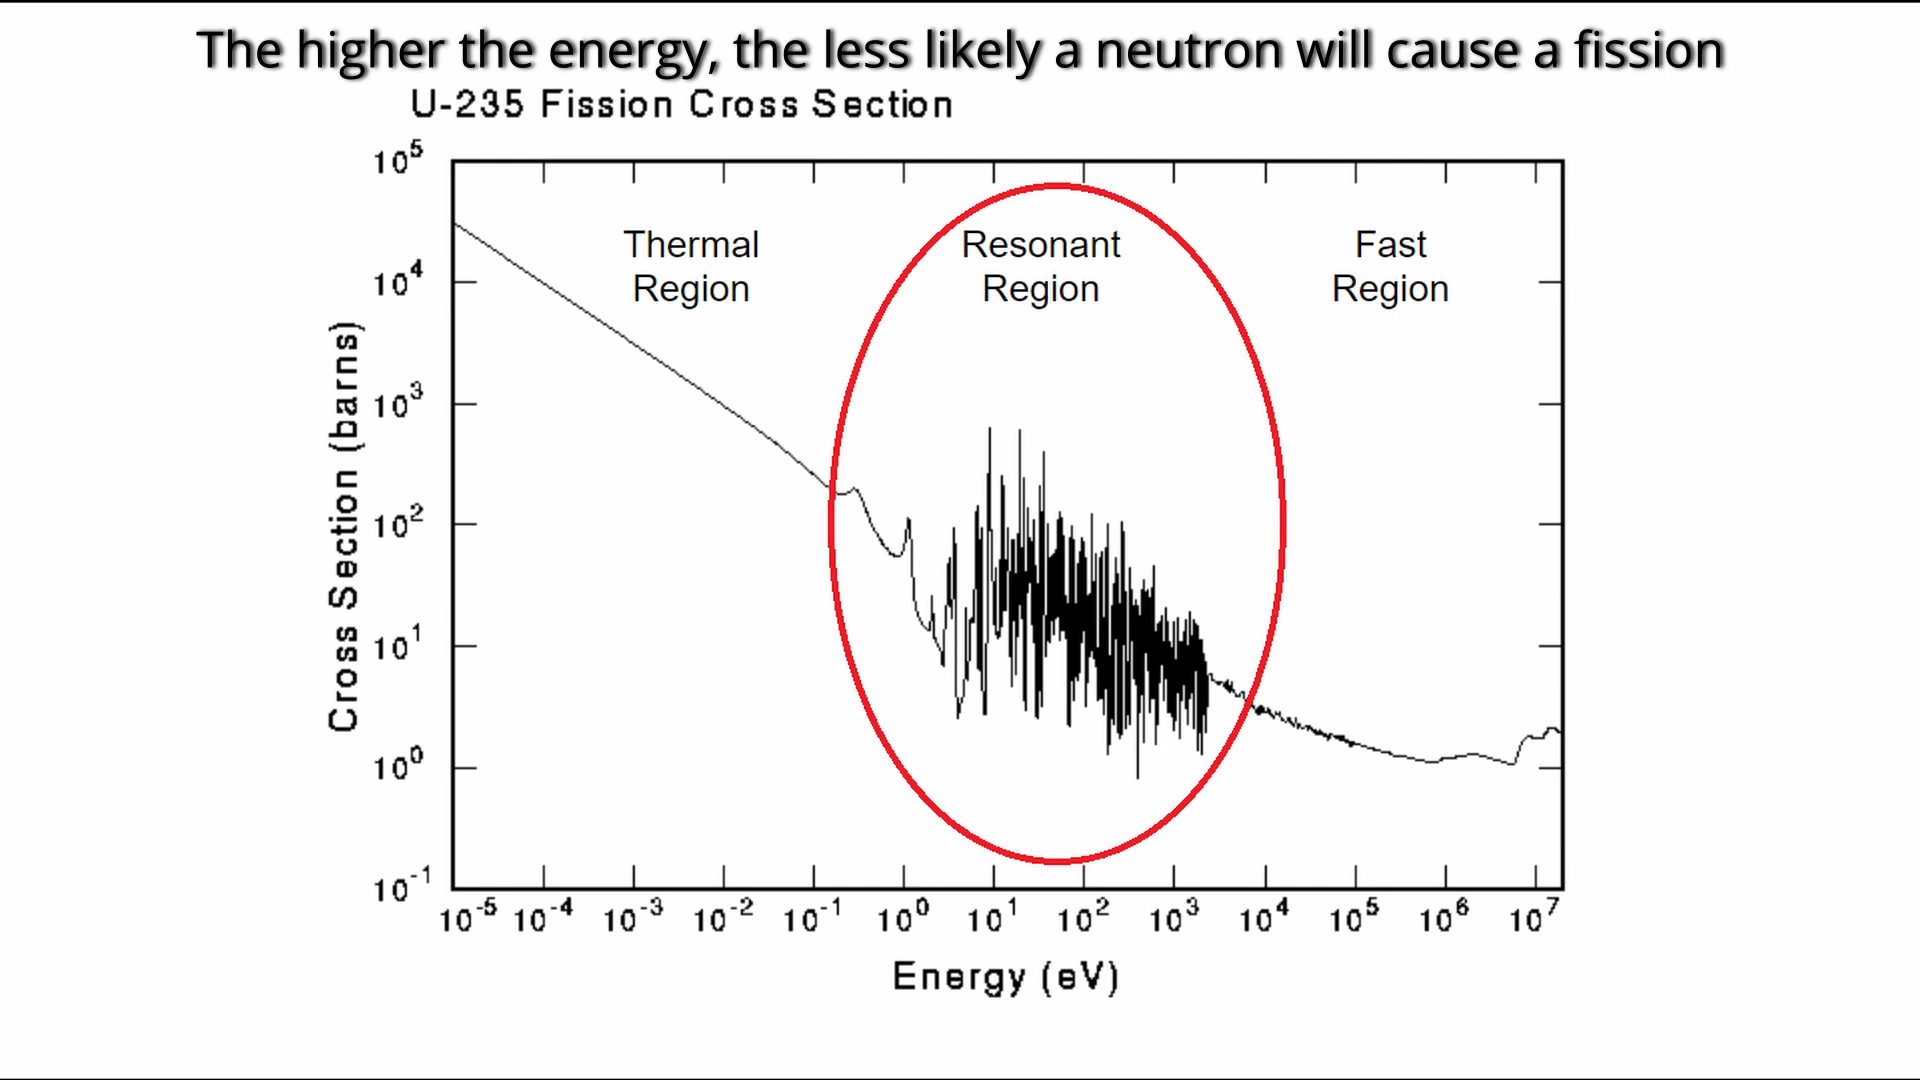 The higher the energy, the less likely a neutron will cause a fission
U-235 Fission Cross Section
10^5
Thermal Region
Resonant Region
Fast Region
10^4
10^3
10^2
10^1
10^0
10^-1
Cross Section (barns)
10^-5 10^-4 10^-3 10^-2 10^-1 10^0 10^1 10^2 10^3 10^4 10^5 10^6 10^7
Energy (eV)